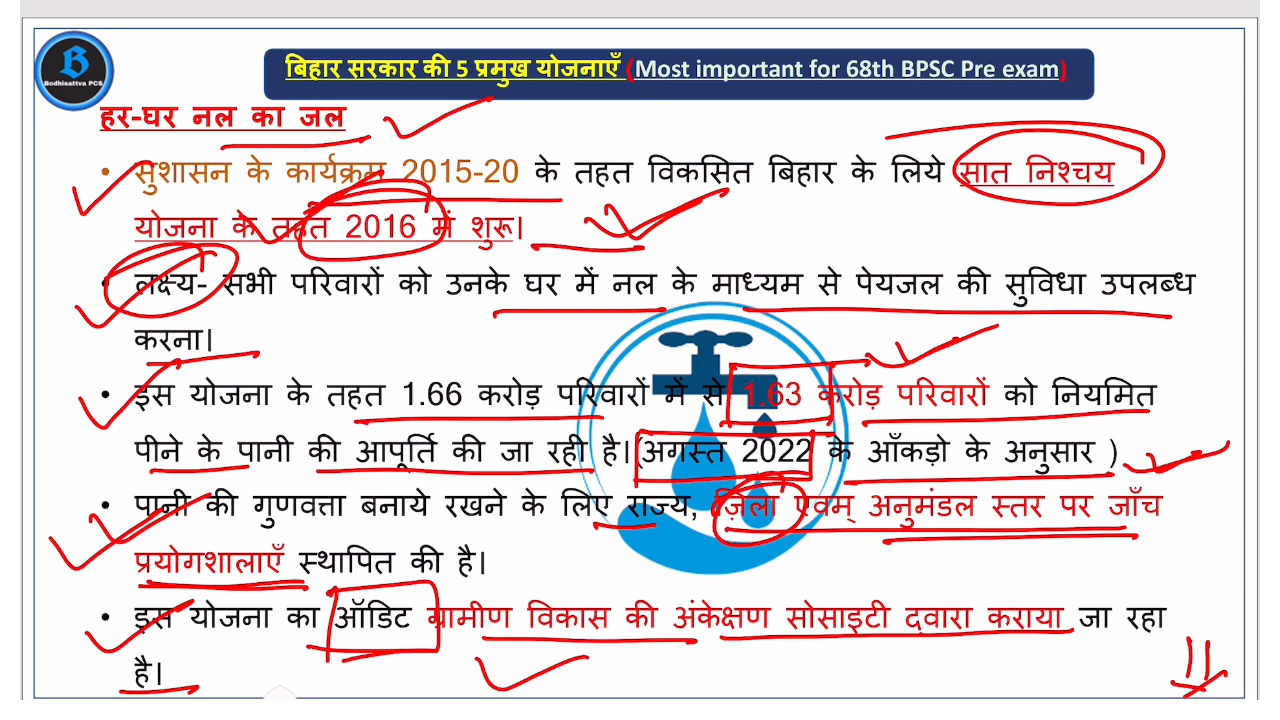 B
Bodhisattva PCS
बिहार सरकार की 5 प्रमुख योजनाएँ (Most important for 68th BPSC Pre exam)
हर-घर नल का जल
• सुशासन के कार्यक्रम 2015-20 के तहत विकसित बिहार के लिये सात निश्चय
योजना के तहत 2016 में शुरू।
• लक्ष्य- सभी परिवारों को उनके घर में नल के माध्यम से पेयजल की सुविधा उपलब्ध
करना।
• इस योजना के तहत 1.66 करोड़ परिवारों में से 1.63 करोड़ परिवारों को नियमित
पीने के पानी की आपूर्ति की जा रही है।(अगस्त 2022 के आँकड़ो के अनुसार )
• पानी की गुणवत्ता बनाये रखने के लिए राज्य, ज़िला एवम् अनुमंडल स्तर पर जाँच
प्रयोगशालाएँ स्थापित की है।
• इस योजना का ऑडिट ग्रामीण विकास की अंकेक्षण सोसाइटी द्वारा कराया जा रहा
है।